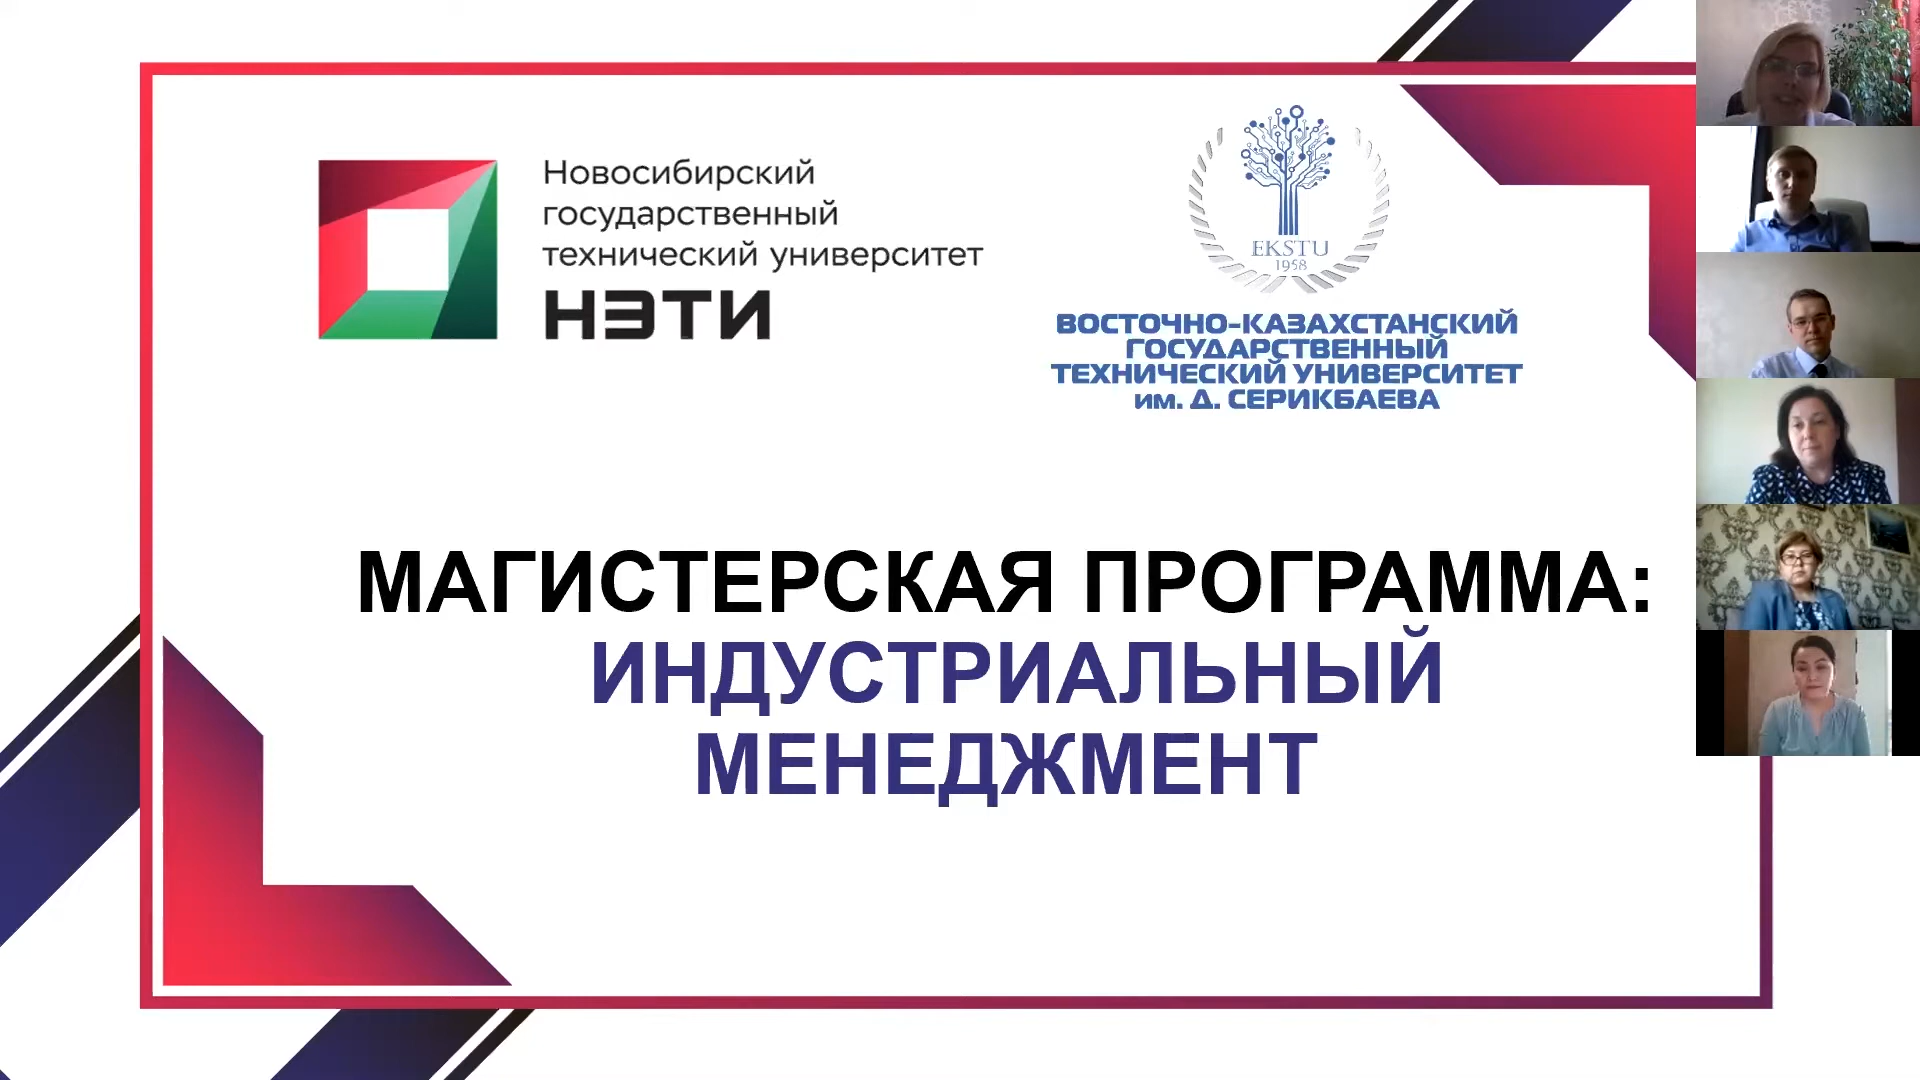 Новосибирский
государственный
технический университет
НЭТИ
EKSTU
1958
ВОСТОЧНО-КАЗАХСТАНСКИЙ
ГОСУДАРСТВЕННЫЙ
ТЕХНИЧЕСКИЙ УНИВЕРСИТЕТ
им. Д. СЕРИКБАЕВА
МАГИСТЕРСКАЯ ПРОГРАММА:
ИНДУСТРИАЛЬНЫЙ
МЕНЕДЖМЕНТ